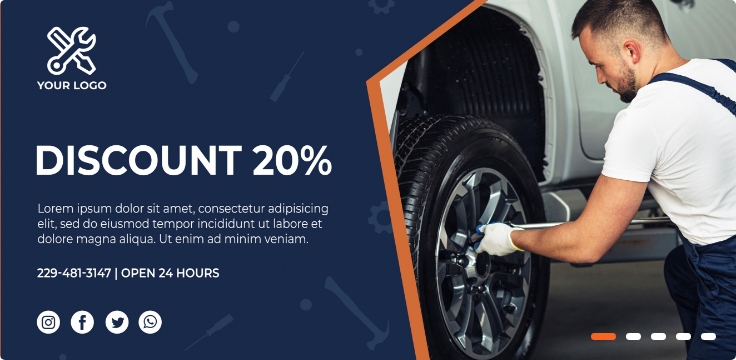 YOUR LOGO
DISCOUNT 20%
Lorem ipsum dolor sit amet, consectetur adipisicing
elit, sed do eiusmod tempor incididunt ut labore et
dolore magna aliqua. Ut enim ad minim veniam.
229-481-3147 | OPEN 24 HOURS